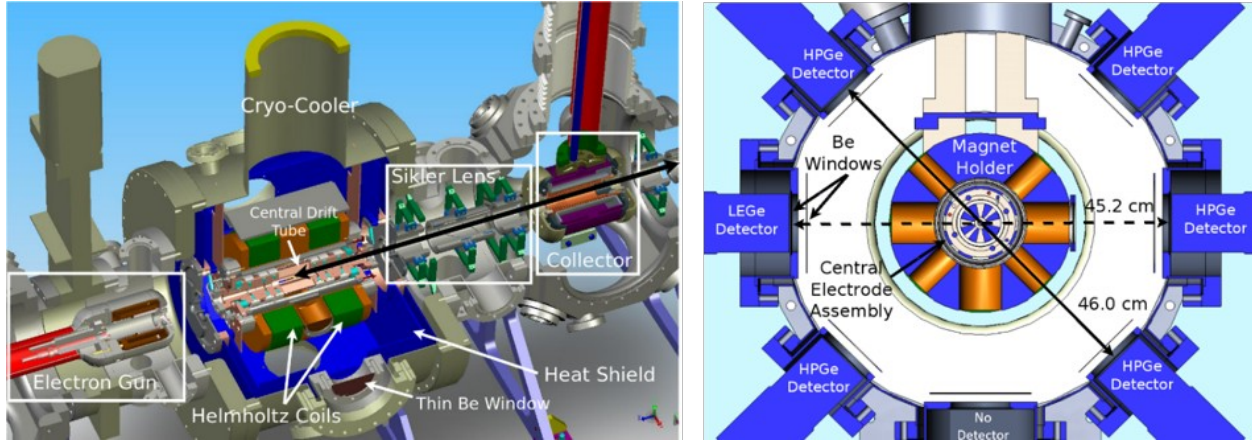 Cryo-Cooler
Sikler Lens
Central Drift
Tube
Collector
Electron Gun
Heat Shield
Helmholtz Coils
Thin Be Window
HPGe
Detector
HPGe
Detector
Be
Windows
Magnet
Holder
LEGe
Detector
45.2 cm
HPGe
Detector
Central
Electrode
Assembly
46.0 cm
HPGe
Detector
HPGe
Detector
No
Detector